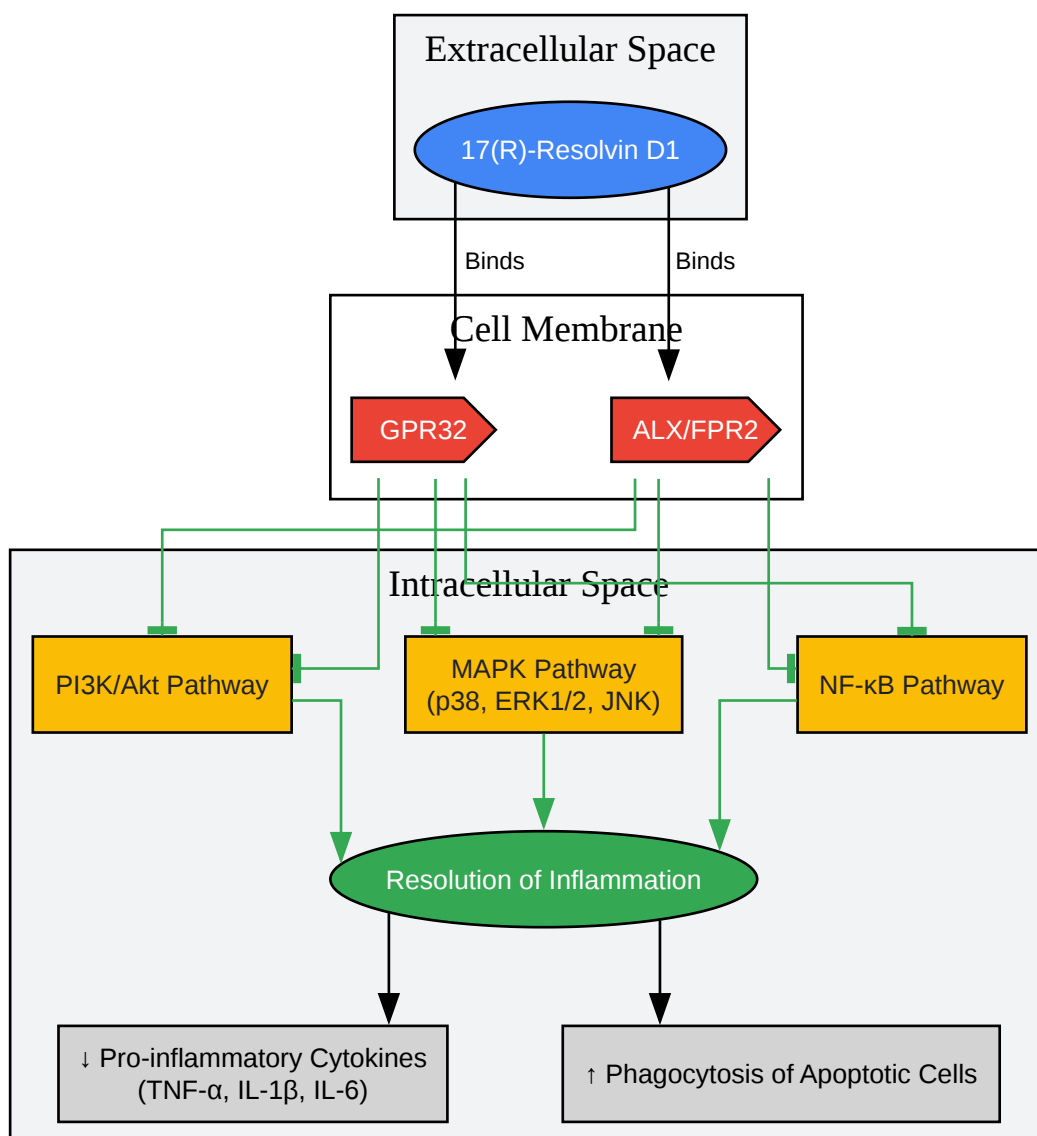 Extracellular Space
17(R)-Resolvin D1
Binds
Binds
Cell Membrane
GPR32
ALX/FPR2
Intracellular Space
PI3K/Akt Pathway
MAPK Pathway
(p38, ERK1/2, JNK)
NF-κB Pathway
Resolution of Inflammation
↓ Pro-inflammatory Cytokines
(TNF-α, IL-1β, IL-6)
↑ Phagocytosis of Apoptotic Cells